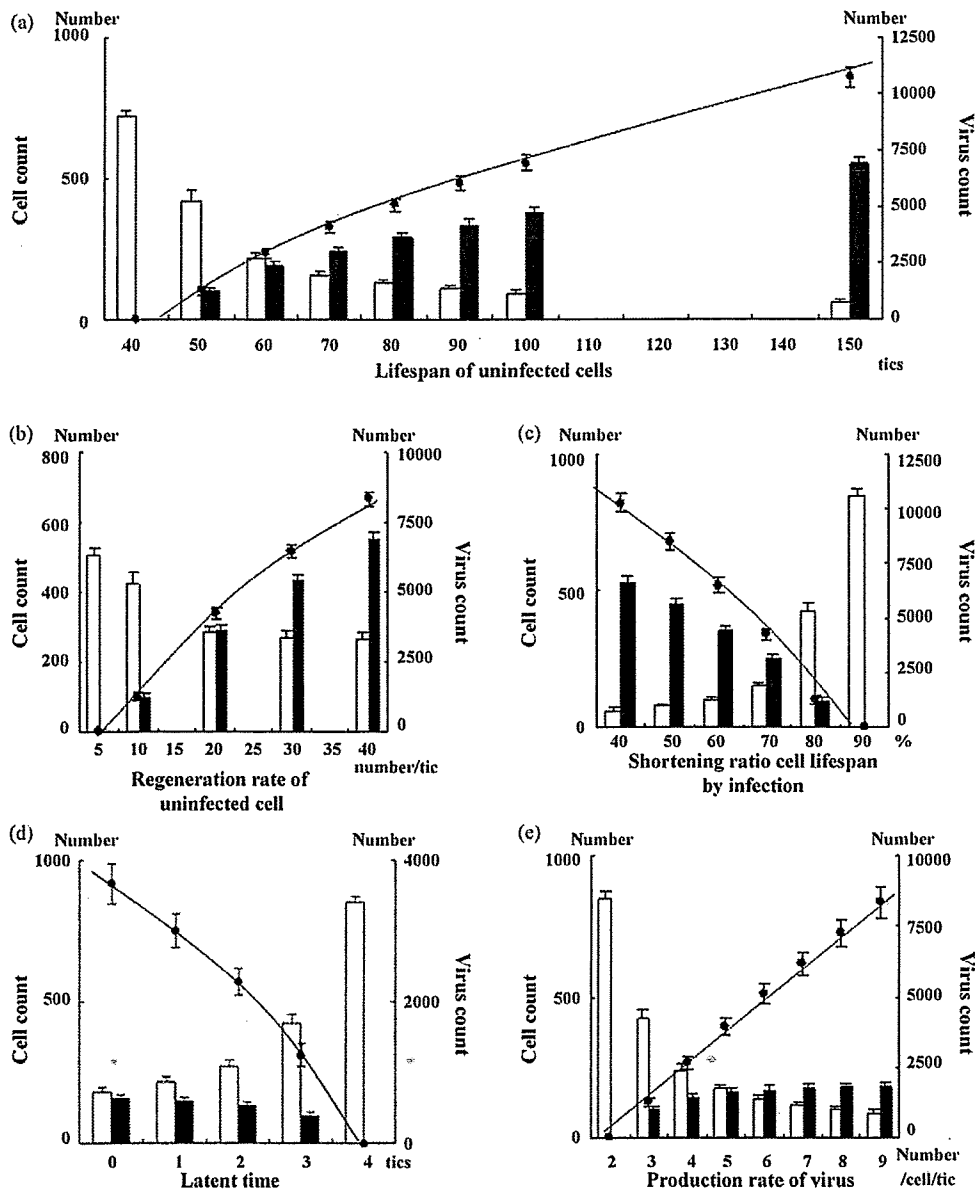 (a)
Number
Number
1000
500
0
Cell count
12500
10000
7500
5000
2500
0
Virus count
40 50 60 70 80 90 100 110 120 130 140 150
Lifespan of uninfected cells
tics
(b)
Number
Number
800
600
400
200
0
Cell count
10000
7500
5000
2500
0
Virus count
5 10 15 20 25 30 35 40
number/tic
Regeneration rate of
uninfected cell
(c)
Number
Number
1000
500
0
Cell count
12500
10000
7500
5000
2500
0
Virus count
40 50 60 70 80 90 %
Shortening ratio cell lifespan
by infection
(d)
Number
Number
1000
500
0
Cell count
4000
2000
0
Virus count
0 1 2 3 4 tics
Latent time
(e)
Number
Number
1000
500
0
Cell count
10000
7500
5000
2500
0
Virus count
2 3 4 5 6 7 8 9 Number
/cell/tic
Production rate of virus